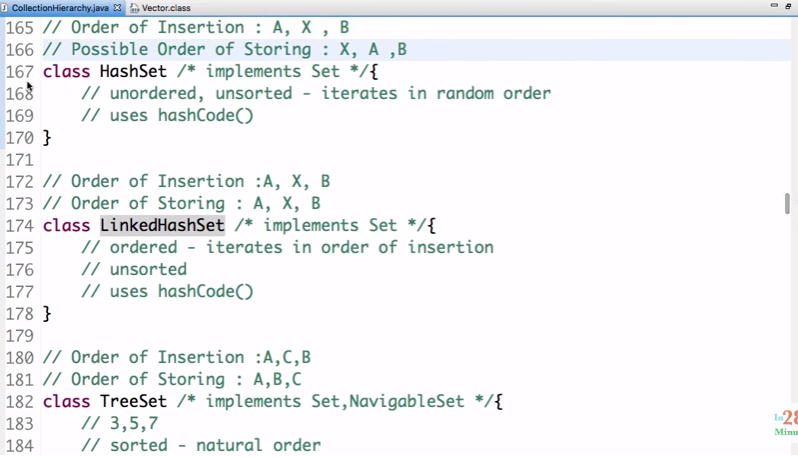 CollectionHierarchy.java Vector.class
165 // Order of Insertion : A, X , B
166 // Possible Order of Storing : X, A ,B
167 class HashSet /* implements Set */{
168 // unordered, unsorted - iterates in random order
169 // uses hashCode()
170 }
171
172 // Order of Insertion :A, X, B
173 // Order of Storing : A, X, B
174 class LinkedHashSet /* implements Set */{
175 // ordered - iterates in order of insertion
176 // unsorted
177 // uses hashCode()
178 }
179
180 // Order of Insertion :A,C,B
181 // Order of Storing : A,B,C
182 class TreeSet /* implements Set,NavigableSet */{
183 // 3,5,7
184 // sorted - natural order
In28
Minu